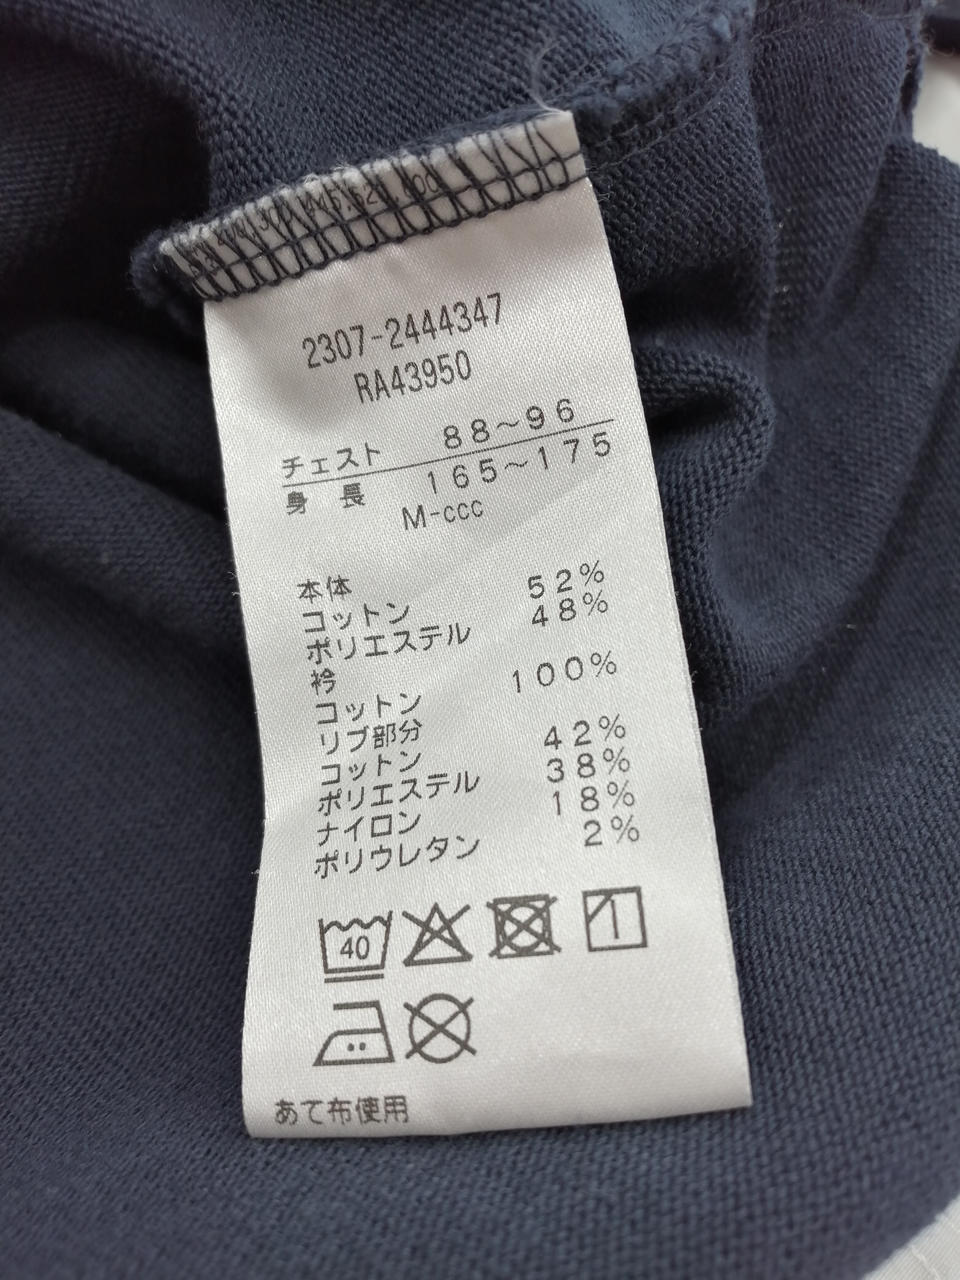 2307-2444347
RA43950
チェスト 88～96
身長 165～175
M-ccc
本体
コットン 52%
ポリエステル 48%
衿
コットン 100%
リブ部分
コットン 42%
ポリエステル 38%
ナイロン 18%
ポリウレタン 2%
40
あて布使用